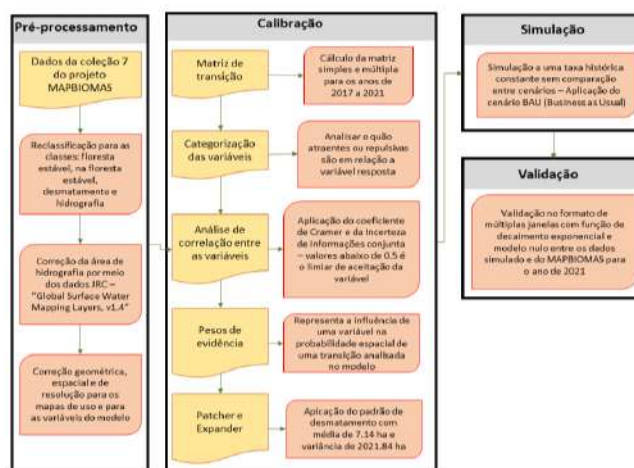 Pré-processamento
Dados da coleção 7
do projeto
MAPBIOMAS
Reclassificação para as
classes: floresta
estável, na floresta
estável,
desmatamento e
hidrografia
Correção da área de
hidrografia por meio
dos dados JRC –
"Global Surface Water
Mapping Layers, v1.4"
Correção geométrica,
espacial e de
resolução para os
mapas de uso e para
as variáveis do modelo
Calibração
Matriz de
transição
Cálculo da matriz
simples e múltipla
para os anos de
2017 a 2021
Categorização
das variáveis
Analisar o quão
atraentes ou repulsivas
são em relação a
variável resposta
Análise de
correlação entre
as variáveis
Aplicação do coeficiente
de Cramer e da Incerteza
de Informações conjunta
– valores abaixo de 0.5 é
o limiar de aceitação da
variável
Pesos de
evidência
Representa a influência de
uma variável na
probabilidade espacial de
uma transição analisada
no modelo
Patcher e
Expander
Apicação do padrão de
desmatamento com
média de 7,14 ha e
variância de 2021,84 ha
Simulação
Simulação a uma taxa histórica
constante sem comparação
entre cenários – Aplicação do
cenário BAU (Business as Usual)
Validação
Validação no formato de
múltiplas janelas com função de
decaimento exponencial e
modelo nulo entre os dados
simulado e do MAPBIOMAS para
o ano de 2021